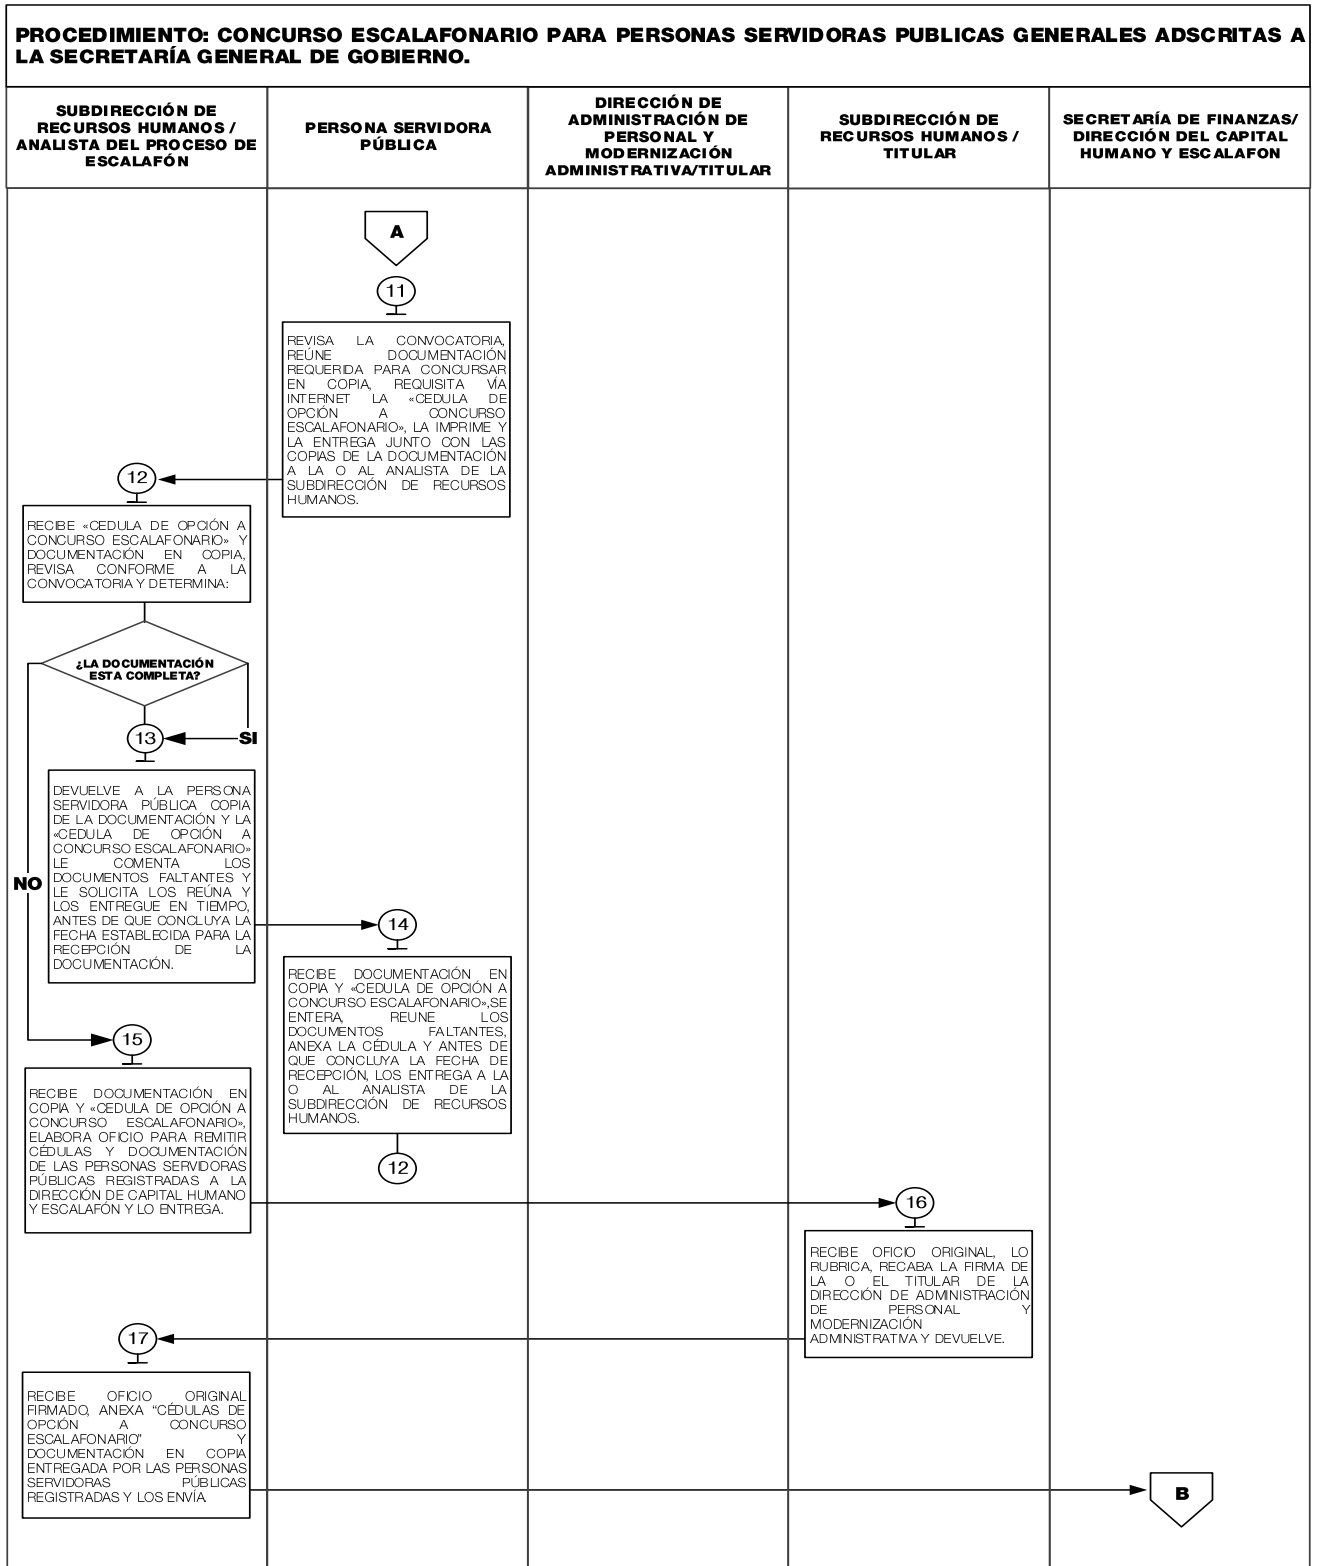 PROCEDIMIENTO: CONCURSO ESCALAFONARIO PARA PERSONAS SERVIDORAS PUBLICAS GENERALES ADSCRITAS A
LA SECRETARÍA GENERAL DE GOBIERNO.
SUBDIRECCIÓN DE
RECURSOS HUMANOS /
ANALISTA DEL PROCESO DE
ESCALAFÓN
PERSONA SERVIDORA
PÚBLICA
DIRECCIÓN DE
ADMINISTRACIÓN DE
PERSONAL Y
MODERNIZACIÓN
ADMINISTRATIVA/TITULAR
SUBDIRECCIÓN DE
RECURSOS HUMANOS /
TITULAR
SECRETARÍA DE FINANZAS/
DIRECCIÓN DEL CAPITAL
HUMANO Y ESCALAFON
A
11
REVISA LA CONVOCATORIA,
REÚNE DOCUMENTACIÓN
REQUERIDA PARA CONCURSAR
EN COPIA, REQUISITA VÍA
INTERNET LA «CEDULA DE
OPCIÓN A CONCURSO
ESCALAFONARIO», LA IMPRIME Y
LA ENTREGA JUNTO CON LAS
COPIAS DE LA DOCUMENTACIÓN
A LA O AL ANALISTA DE LA
SUBDIRECCIÓN DE RECURSOS
HUMANOS.
12
RECIBE «CEDULA DE OPCIÓN A
CONCURSO ESCALAFONARIO» Y
DOCUMENTACIÓN EN COPIA,
REVISA CONFORME A LA
CONVOCATORIA Y DETERMINA:
¿LA DOCUMENTACIÓN
ESTA COMPLETA?
SI
13
DEVUELVE A LA PERSONA
SERVIDORA PÚBLICA COPIA
DE LA DOCUMENTACIÓN Y LA
«CEDULA DE OPCIÓN A
CONCURSO ESCALAFONARIO»
LE COMENTA LOS
DOCUMENTOS FALTANTES Y
LE SOLICITA LOS REÚNA Y
LOS ENTREGUE EN TIEMPO,
ANTES DE QUE CONCLUYA LA
FECHA ESTABLECIDA PARA LA
RECEPCIÓN DE LA
DOCUMENTACIÓN.
NO
14
RECIBE DOCUMENTACIÓN EN
COPIA Y «CEDULA DE OPCIÓN A
CONCURSO ESCALAFONARIO»,SE
ENTERA, REUNE LOS
DOCUMENTOS FALTANTES,
ANEXA LA CÉDULA Y ANTES DE
QUE CONCLUYA LA FECHA DE
RECEPCIÓN, LOS ENTREGA A LA
O AL ANALISTA DE LA
SUBDIRECCIÓN DE RECURSOS
HUMANOS.
12
15
RECIBE DOCUMENTACIÓN EN
COPIA Y «CEDULA DE OPCIÓN A
CONCURSO ESCALAFONARIO»,
ELABORA OFICIO PARA REMITIR
CÉDULAS Y DOCUMENTACIÓN
DE LAS PERSONAS SERVIDORAS
PÚBLICAS REGISTRADAS A LA
DIRECCIÓN DE CAPITAL HUMANO
Y ESCALAFÓN Y LO ENTREGA.
16
RECIBE OFICIO ORIGINAL, LO
RUBRICA, RECABA LA FIRMA DE
LA O EL TITULAR DE LA
DIRECCIÓN DE ADMINISTRACIÓN
DE PERSONAL Y
MODERNIZACIÓN
ADMINISTRATIVA Y DEVUELVE.
17
RECIBE OFICIO ORIGINAL
FIRMADO, ANEXA “CÉDULAS DE
OPCIÓN A CONCURSO
ESCALAFONARIO” Y
DOCUMENTACIÓN EN COPIA
ENTREGADA POR LAS PERSONAS
SERVIDORAS PÚBLICAS
REGISTRADAS Y LOS ENVÍA.
B